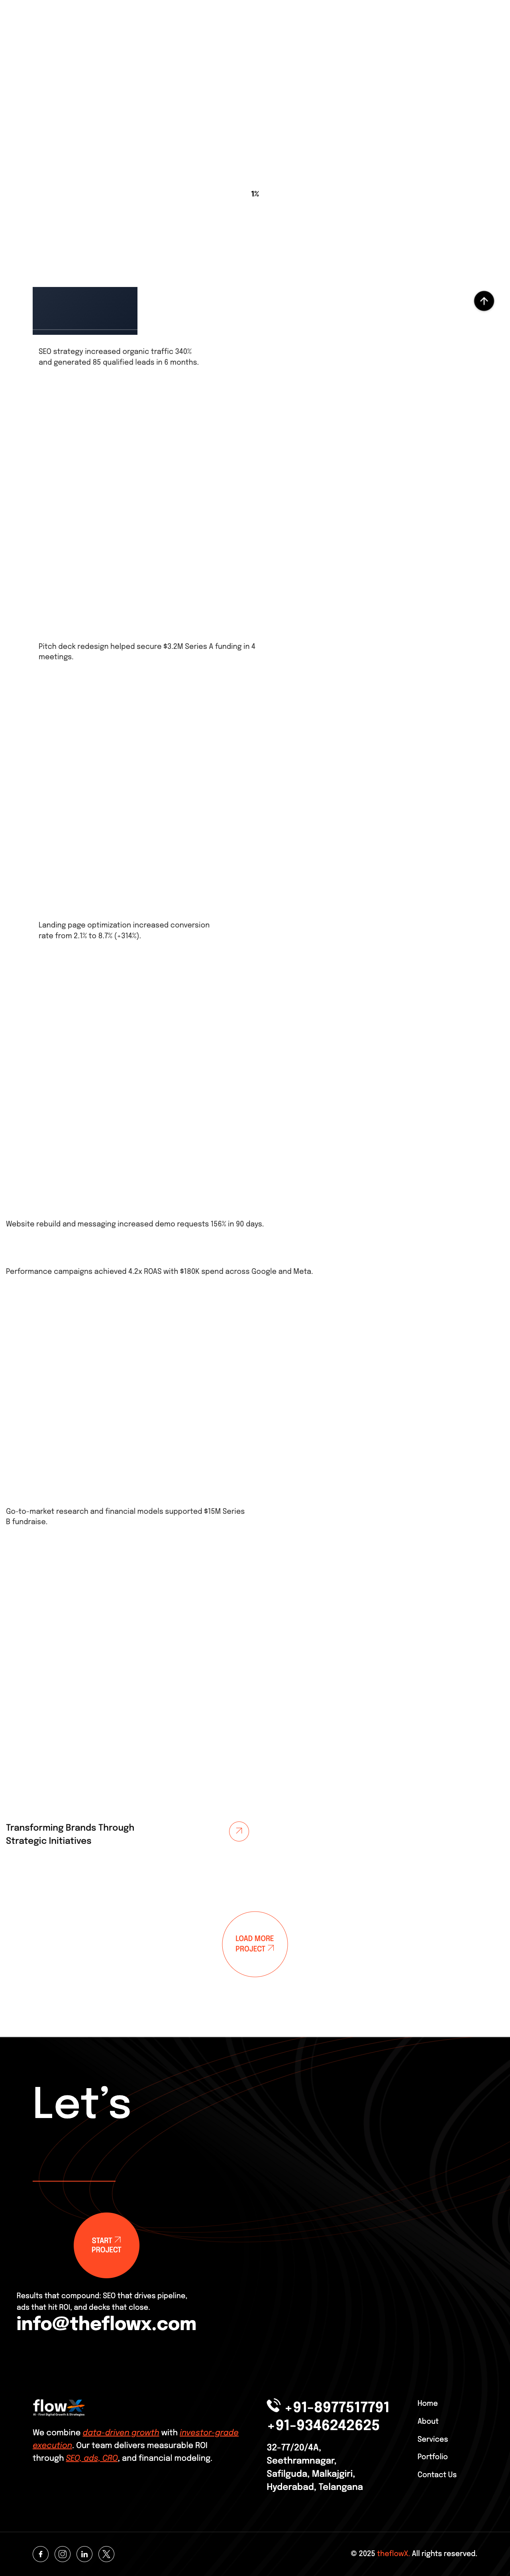 1%
SEO strategy increased organic traffic 340%
and generated 85 qualified leads in 6 months.
Pitch deck redesign helped secure $3.2M Series A funding in 4
meetings.
Landing page optimization increased conversion
rate from 2.1% to 8.7% (+314%).
Website rebuild and messaging increased demo requests 156% in 90 days.
Performance campaigns achieved 4.2x ROAS with $180K spend across Google and Meta.
Go-to-market research and financial models supported $15M Series
B fundraise.
Transforming Brands Through
Strategic Initiatives
LOAD MORE
PROJECT
Let’s
START
PROJECT
Results that compound: SEO that drives pipeline,
ads that hit ROI, and decks that close.
info@theflowx.com
flowX
We combine data-driven growth with investor-grade
execution. Our team delivers measurable ROI
through SEO, ads, CRO, and financial modeling.
+91-8977517791
+91-9346242625
32-77/20/4A,
Seethramnagar,
Safilguda, Malkajgiri,
Hyderabad, Telangana
Home
About
Services
Portfolio
Contact Us
© 2025 theflowX. All rights reserved.